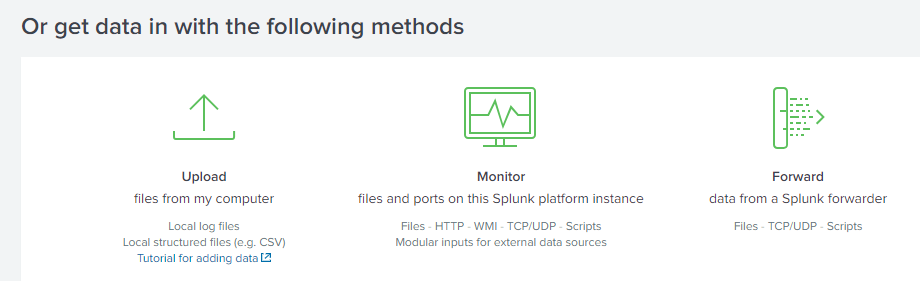 Or get data in with the following methods
Upload
files from my computer
Local log files
Local structured files (e.g. CSV)
Tutorial for adding data
Monitor
files and ports on this Splunk platform instance
Files - HTTP - WMI - TCP/UDP - Scripts
Modular inputs for external data sources
Forward
data from a Splunk forwarder
Files - TCP/UDP - Scripts